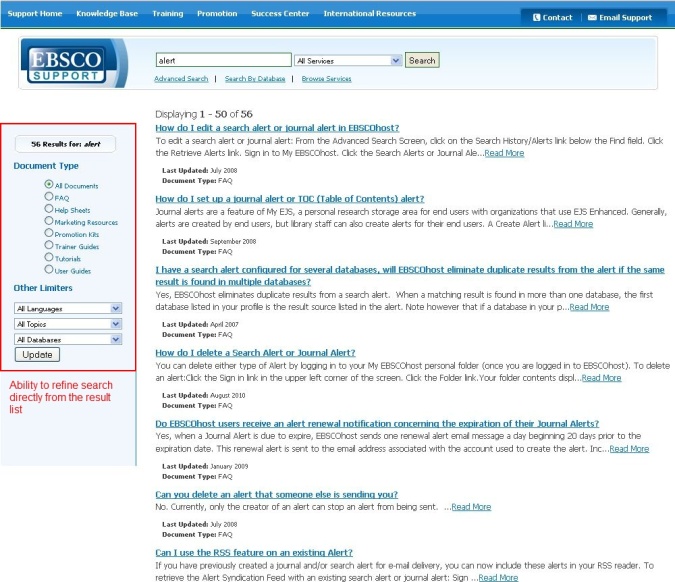 Support Home Knowledge Base Training Promotion Success Center International Resources
Contact | Email Support
EBSCO
SUPPORT
alert All Services Search
Advanced Search | Search By Database | Browse Services
Displaying 1 - 50 of 56
56 Results for: alert
Document Type
All Documents
FAQ
Help Sheets
Marketing Resources
Promotion Kits
Trainer Guides
Tutorials
User Guides
Other Limiters
All Languages
All Topics
All Databases
Update
Ability to refine search
directly from the result
list
How do I edit a search alert or journal alert in EBSCOhost?
To edit a search alert or journal alert: From the Advanced Search Screen, click on the Search History/Alerts link below the Find field. Click
the Retrieve Alerts link. Sign in to My EBSCOhost. Click the Search Alerts or Journal Ale...Read More
Last Updated: July 2008
Document Type: FAQ
How do I set up a journal alert or TOC (Table of Contents) alert?
Journal alerts are a feature of My EJS, a personal research storage area for end users with organizations that use EJS Enhanced. Generally,
alerts are created by end users, but library staff can also create alerts for their end users. A Create Alert li...Read More
Last Updated: September 2008
Document Type: FAQ
I have a search alert configured for several databases, will EBSCOhost eliminate duplicate results from the alert if the same
result is found in multiple databases?
Yes, EBSCOhost eliminates duplicate results from a search alert. When a matching result is found in more than one database, the first
database listed in your profile is the result source listed in the alert. Note however that if a database in your p...Read More
Last Updated: April 2007
Document Type: FAQ
How do I delete a Search Alert or Journal Alert?
You can delete either type of Alert by logging in to your My EBSCOhost personal folder (once you are logged in to EBSCOhost). To delete
an alert:Click the Sign in link in the upper left corner of the screen. Click the Folder link.Your folder contents displ...Read More
Last Updated: August 2010
Document Type: FAQ
Do EBSCOhost users receive an alert renewal notification concerning the expiration of their Journal Alerts?
Yes, when a Journal Alert is due to expire, EBSCOhost sends one renewal alert email message a day beginning 20 days prior to the
expiration date. This renewal alert is sent to the email address associated with the account used to create the alert. Inc...Read More
Last Updated: January 2009
Document Type: FAQ
Can you delete an alert that someone else is sending you?
No. Currently, only the creator of an alert can stop an alert from being sent. ...Read More
Last Updated: July 2008
Document Type: FAQ
Can I use the RSS feature on an existing Alert?
If you have previously created a journal and/or search alert for e-mail delivery, you can now include these alerts in your RSS reader. To
retrieve the Alert Syndication Feed with an existing search alert or journal alert: Sign ...Read More